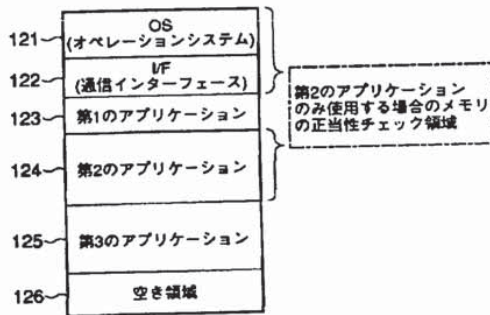 121
OS
(オペレーションシステム)
122
I/F
(通信インターフェース)
123
第1のアプリケーション
124
第2のアプリケーション
125
第3のアプリケーション
126
空き領域
第2のアプリケーション
のみ使用する場合のメモリ
の正当性チェック領域